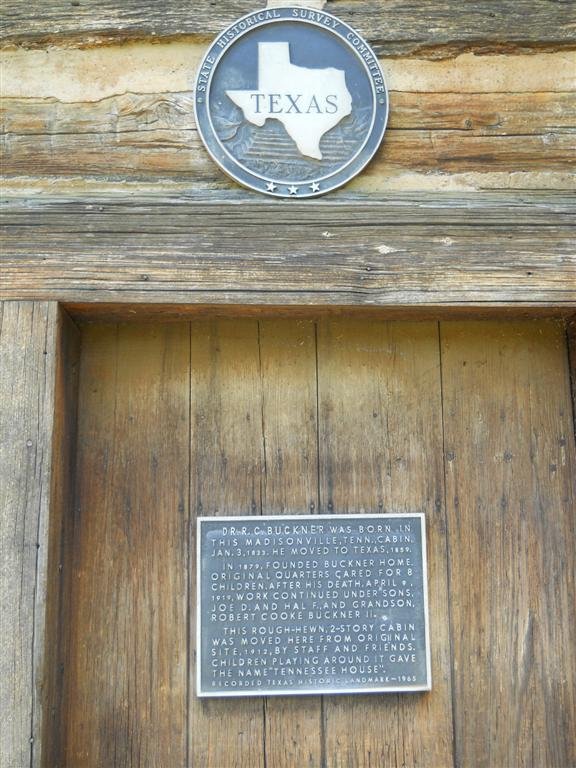 STATE HISTORICAL SURVEY COMMITTEE
TEXAS
DR. R. C. BUCKNER WAS BORN IN
THIS MADISONVILLE, TENN., CABIN,
JAN. 3, 1833. HE MOVED TO TEXAS, 1859.
IN 1879, FOUNDED BUCKNER HOME.
ORIGINAL QUARTERS CARED FOR 8
CHILDREN. AFTER HIS DEATH, APRIL 9,
1919, WORK CONTINUED UNDER SONS,
JOE D. AND HAL F., AND GRANDSON,
ROBERT COOKE BUCKNER II.
THIS ROUGH-HEWN, 2-STORY CABIN
WAS MOVED HERE FROM ORIGINAL
SITE, 1912, BY STAFF AND FRIENDS.
CHILDREN PLAYING AROUND IT GAVE
THE NAME "TENNESSEE HOUSE".
RECORDED TEXAS HISTORIC LANDMARK - 1965